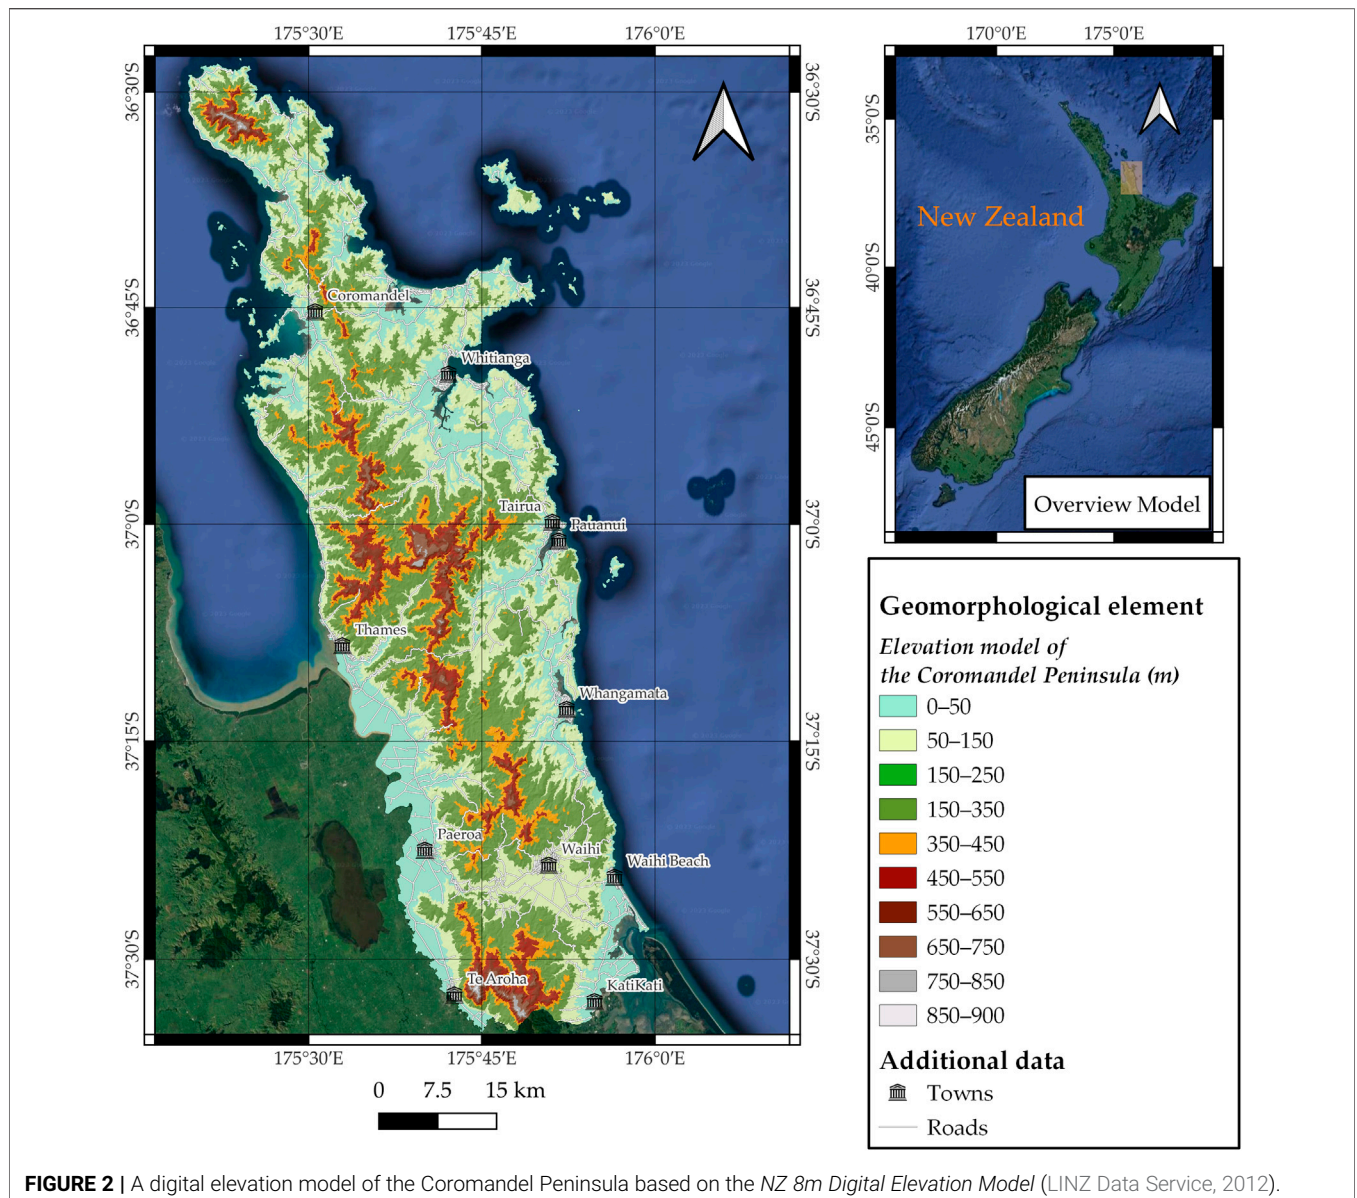 175°30'E 175°45'E 176°0'E
36°30'S
36°45'S
37°0'S
37°15'S
37°30'S
36°30'S
36°45'S
37°0'S
37°15'S
37°30'S
Coromandel
Whitianga
Tairua
Pauanui
Thames
Whangamata
Paeroa
Waihi
Waihi Beach
Te Aroha
KatiKati
175°30'E 175°45'E 176°0'E
0 7.5 15 km
170°0'E 175°0'E
35°0'S
40°0'S
45°0'S
New Zealand
Overview Model
Geomorphological element
Elevation model of
the Coromandel Peninsula (m)
0–50
50–150
150–250
150–350
350–450
450–550
550–650
650–750
750–850
850–900
Additional data
Towns
Roads
FIGURE 2 | A digital elevation model of the Coromandel Peninsula based on the NZ 8m Digital Elevation Model (LINZ Data Service, 2012).